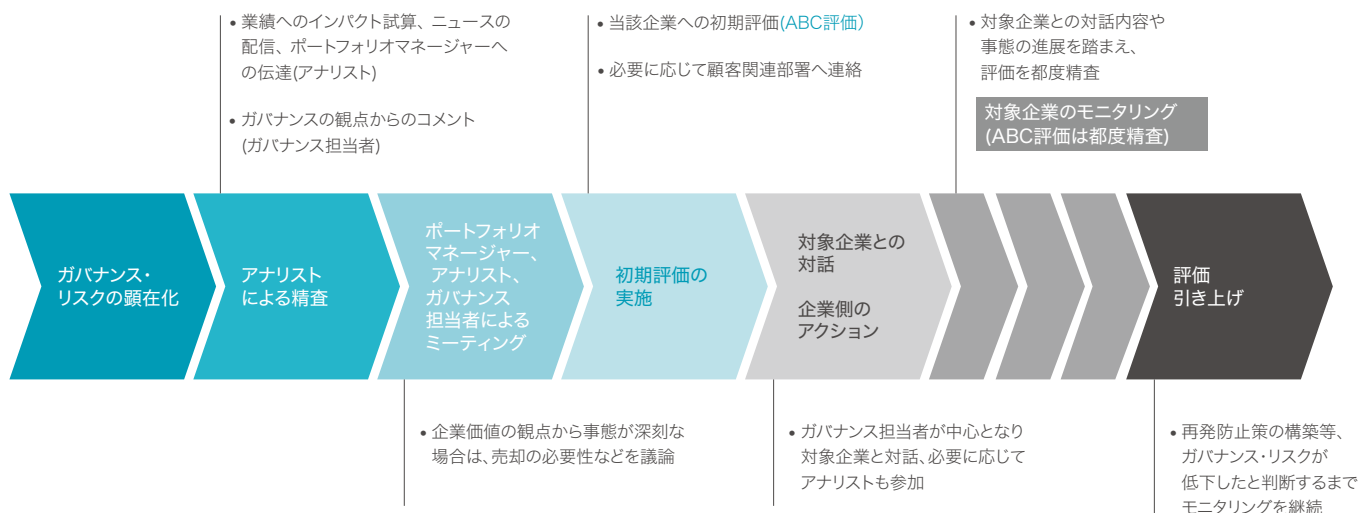 • 業績へのインパクト試算、ニュースの
配信、ポートフォリオマネージャーへ
の伝達(アナリスト)
• ガバナンスの観点からのコメント
(ガバナンス担当者)
• 当該企業への初期評価(ABC評価)
• 必要に応じて顧客関連部署へ連絡
• 対象企業との対話内容や
事態の進展を踏まえ、
評価を都度精査
対象企業のモニタリング
(ABC評価は都度精査)
ガバナンス・
リスクの顕在化
アナリスト
による精査
ポートフォリオ
マネージャー、
アナリスト、
ガバナンス
担当者による
ミーティング
初期評価の
実施
対象企業との
対話
企業側の
アクション
評価
引き上げ
• 企業価値の観点から事態が深刻な
場合は、売却の必要性などを議論
• ガバナンス担当者が中心となり
対象企業と対話、必要に応じて
アナリストも参加
• 再発防止策の構築等、
ガバナンス・リスクが
低下したと判断するまで
モニタリングを継続